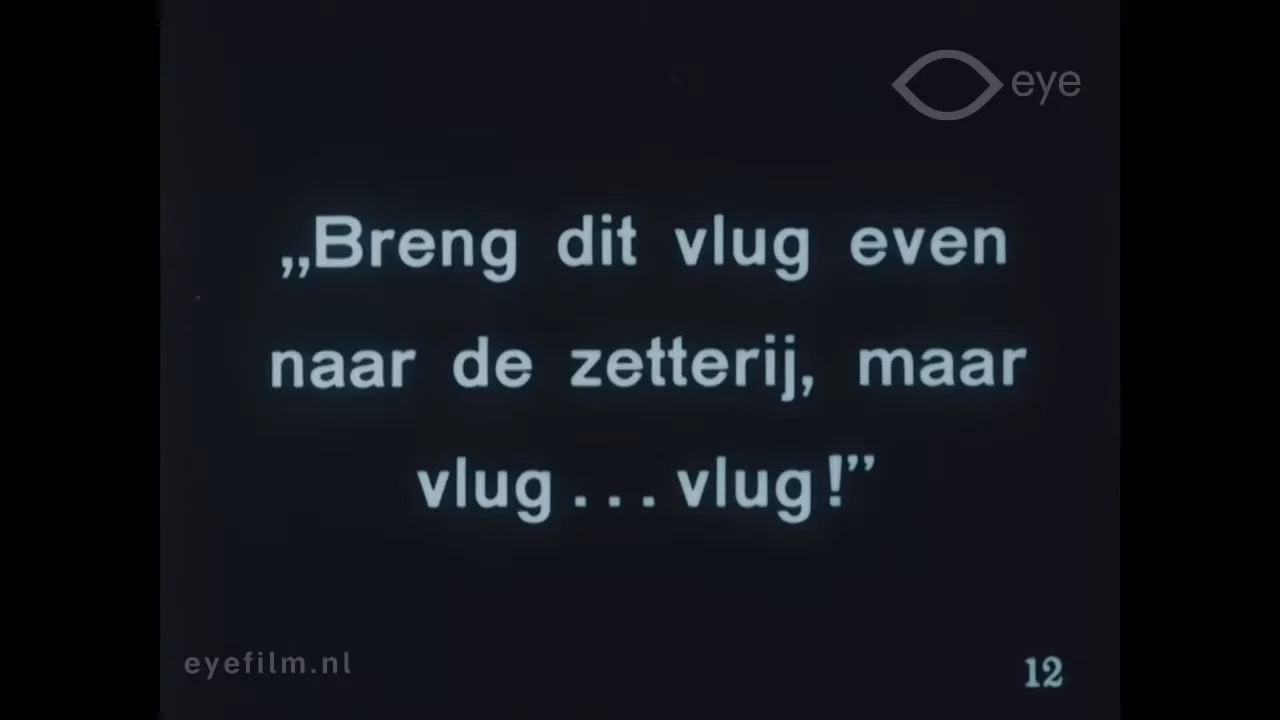 eye
„Breng dit vlug even
naar de zetterij, maar
vlug . . . vlug !”
eyefilm.nl
12